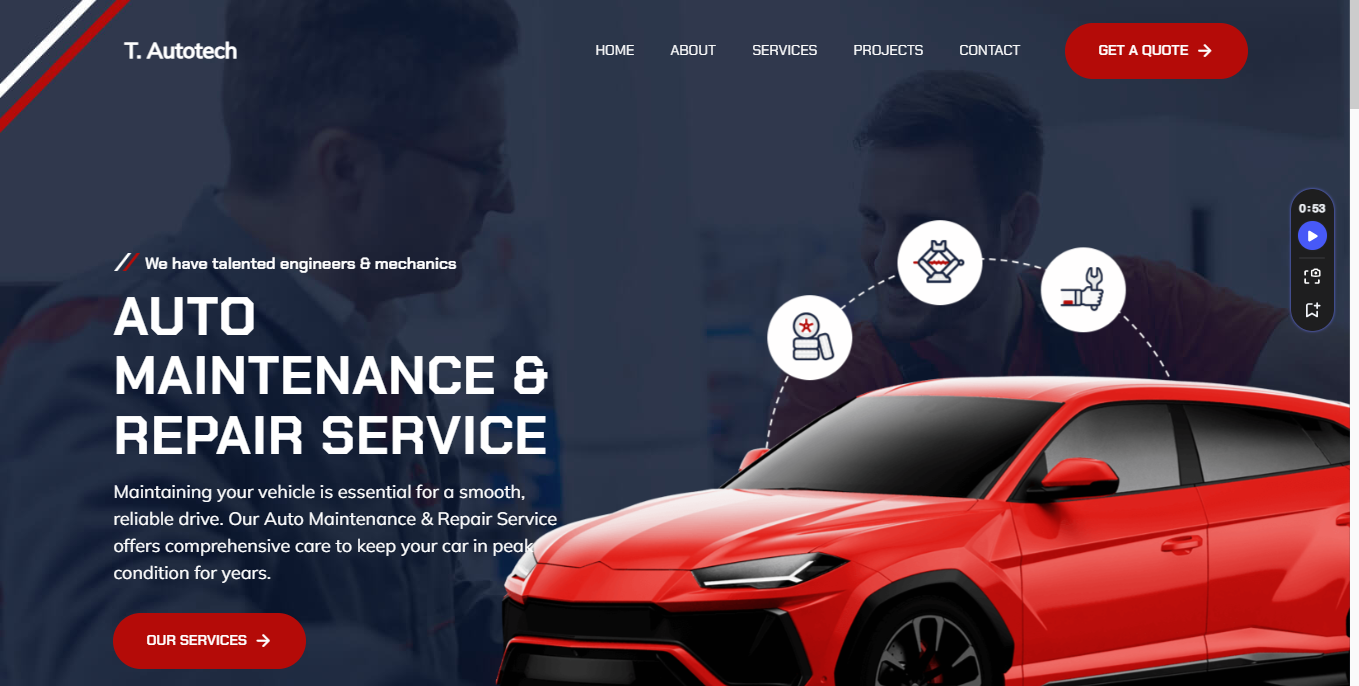 T. Autotech
HOME
ABOUT
SERVICES
PROJECTS
CONTACT
GET A QUOTE
0:53
We have talented engineers & mechanics
AUTO
MAINTENANCE &
REPAIR SERVICE
Maintaining your vehicle is essential for a smooth,
reliable drive. Our Auto Maintenance & Repair Service
offers comprehensive care to keep your car in peak
condition for years.
OUR SERVICES